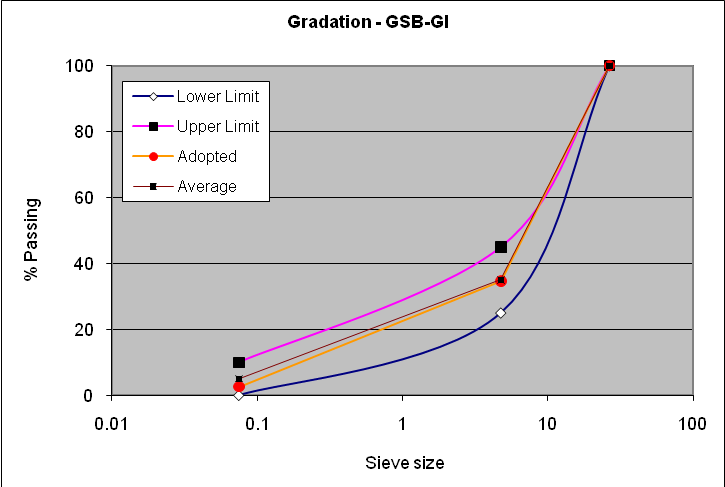 Gradation - GSB-GI
100
80
60
40
20
0
% Passing
Lower Limit
Upper Limit
Adopted
Average
0.01 0.1 1 10 100
Sieve size